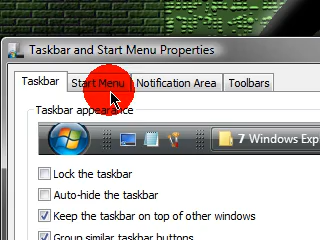 Taskbar and Start Menu Properties
Taskbar Start Menu Notification Area Toolbars
Taskbar appearance
7 Windows Exp
Lock the taskbar
Auto-hide the taskbar
Keep the taskbar on top of other windows
Group similar taskbar buttons